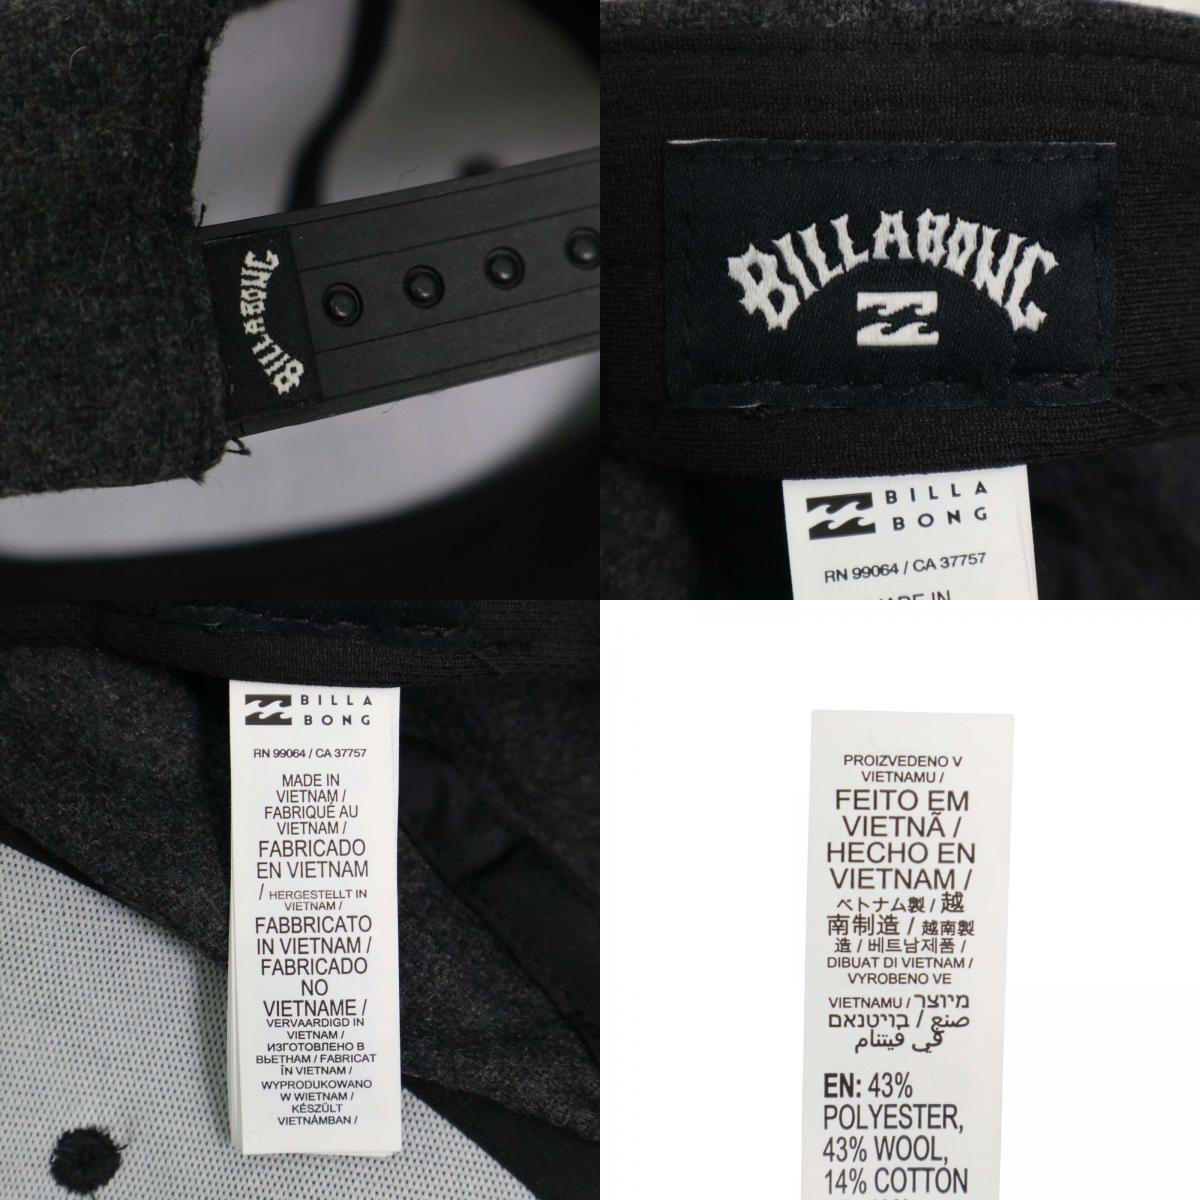 BILLABONG
BILLABONG
BILLA
BONG
RN 99064 / CA 37757
MADE IN
BILLA
BONG
RN 99064 / CA 37757
MADE IN
VIETNAM /
FABRIQUÉ AU
VIETNAM /
FABRICADO
EN VIETNAM
/ HERGESTELLT IN
VIETNAM /
FABBRICATO
IN VIETNAM /
FABRICADO
NO
VIETNAME /
VERVAARDIGD IN
VIETNAM /
ИЗГОТОВЛЕНО В
ВЬЕТНАМ / FABRICAT
ÎN VIETNAM /
WYPRODUKOWANO
W WIETNAM /
KÉSZÜLT
VIETNÁMBAN /
PROIZVEDENO V
VIETNAMU /
FEITO EM
VIETNÃ /
HECHO EN
VIETNAM /
ベトナム製 / 越
南制造 / 越南製
造 / 베트남제품 /
DIBUAT DI VIETNAM /
VYROBENO VE
VIETNAMU / מיוצר
בוייטנאם / صنع
في فيتنام
EN: 43%
POLYESTER,
43% WOOL,
14% COTTON